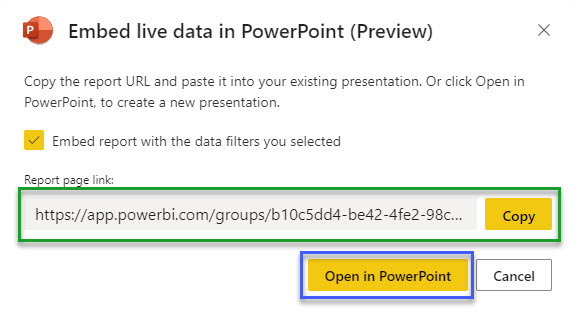 Embed live data in PowerPoint (Preview)
Copy the report URL and paste it into your existing presentation. Or click Open in
PowerPoint, to create a new presentation.
Embed report with the data filters you selected
Report page link:
https://app.powerbi.com/groups/b10c5dd4-be42-4fe2-98c... Copy
Open in PowerPoint Cancel